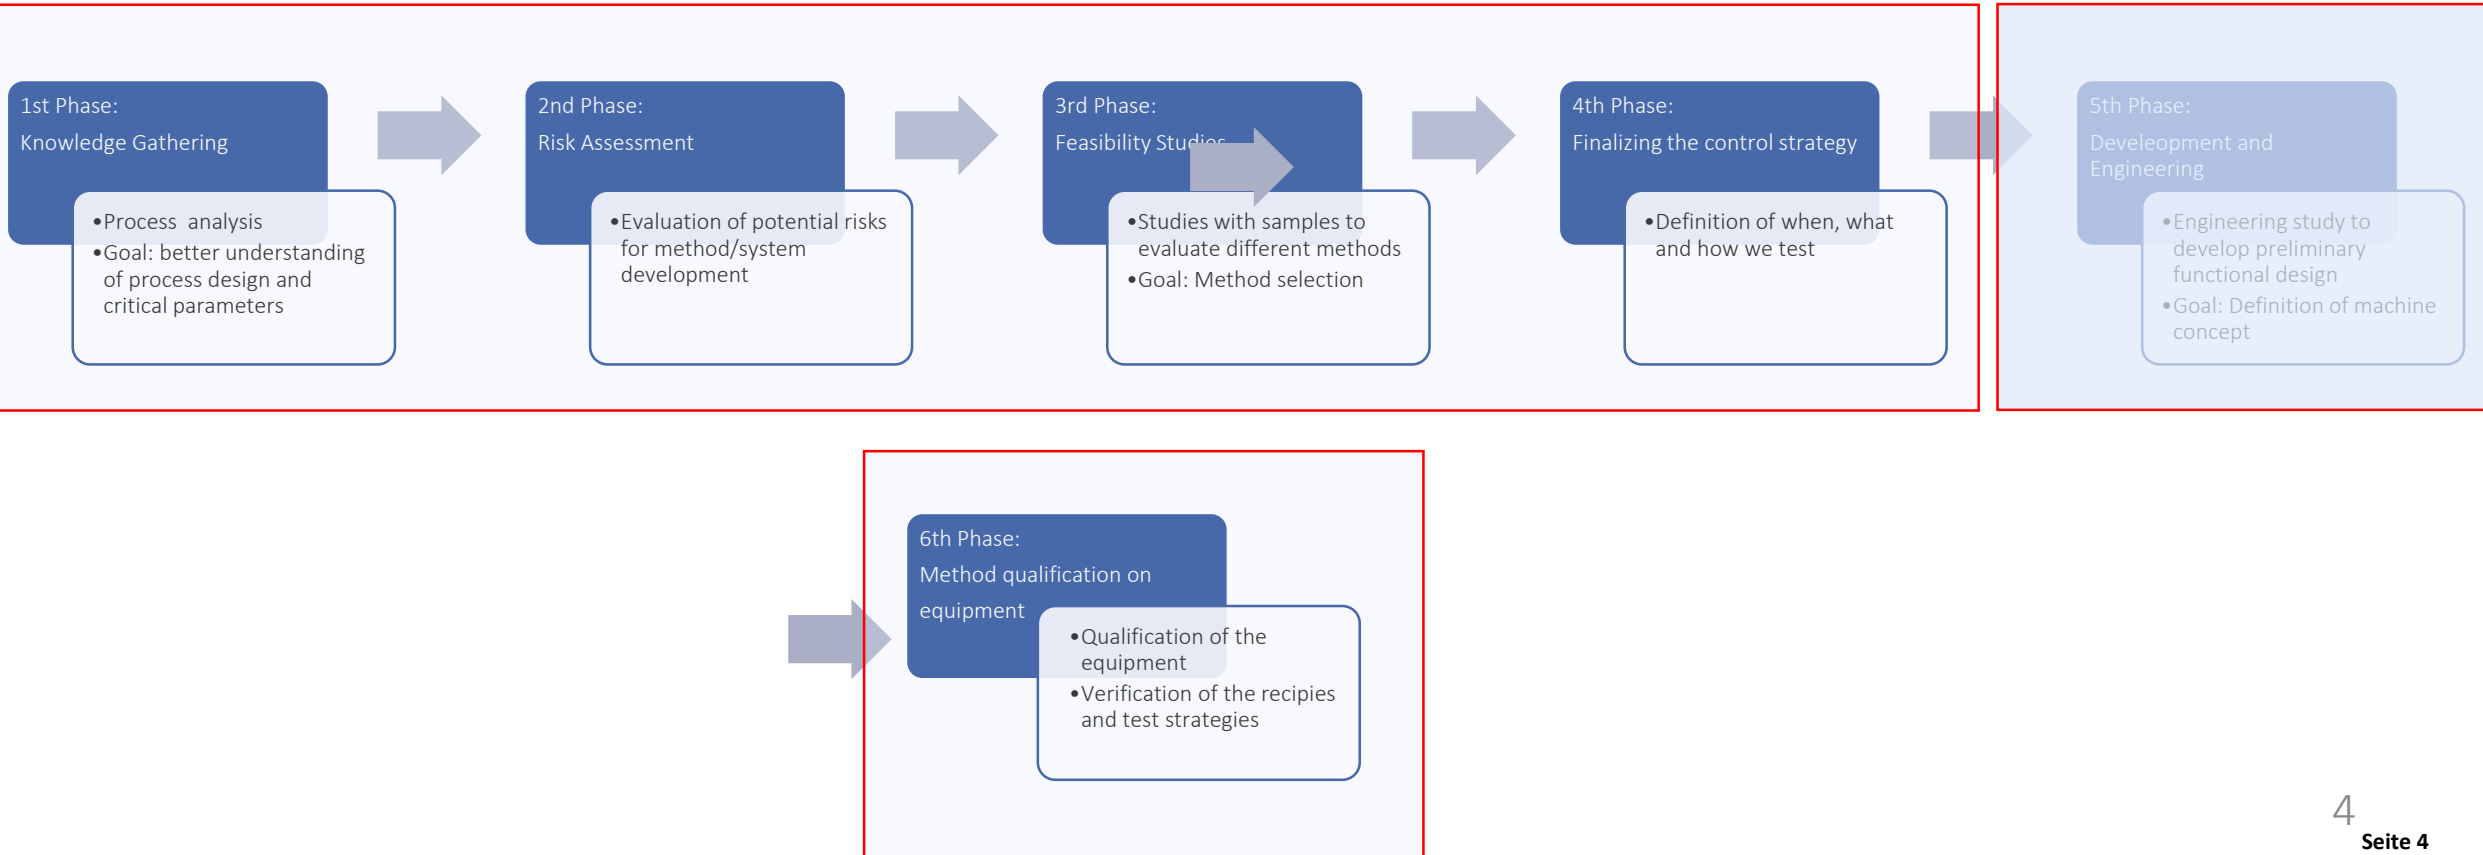 1st Phase:
Knowledge Gathering
•Process  analysis
•Goal: better understanding
of process design and
critical parameters
2nd Phase:
Risk Assessment
•Evaluation of potential risks
for method/system
development
3rd Phase:
Feasibility Studies
•Studies with samples to
evaluate different methods
•Goal: Method selection
4th Phase:
Finalizing the control strategy
•Definition of when, what
and how we test
5th Phase:
Develeopment and
Engineering
•Engineering study to
develop preliminary
functional design
•Goal: Definition of machine
concept
6th Phase:
Method qualification on
equipment
•Qualification of the
equipment
•Verification of the recipies
and test strategies
4
Seite 4